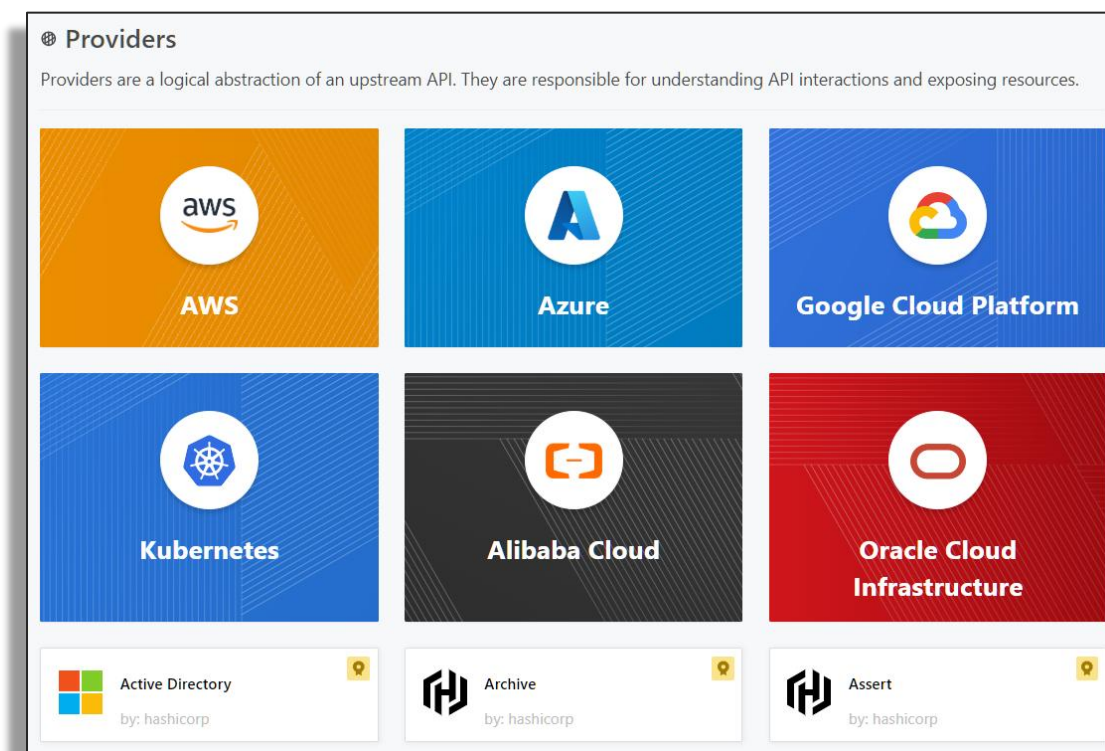 Providers
Providers are a logical abstraction of an upstream API. They are responsible for understanding API interactions and exposing resources.
aws
AWS
Azure
Google Cloud Platform
Kubernetes
Alibaba Cloud
Oracle Cloud
Infrastructure
Active Directory
by: hashicorp
Archive
by: hashicorp
Assert
by: hashicorp